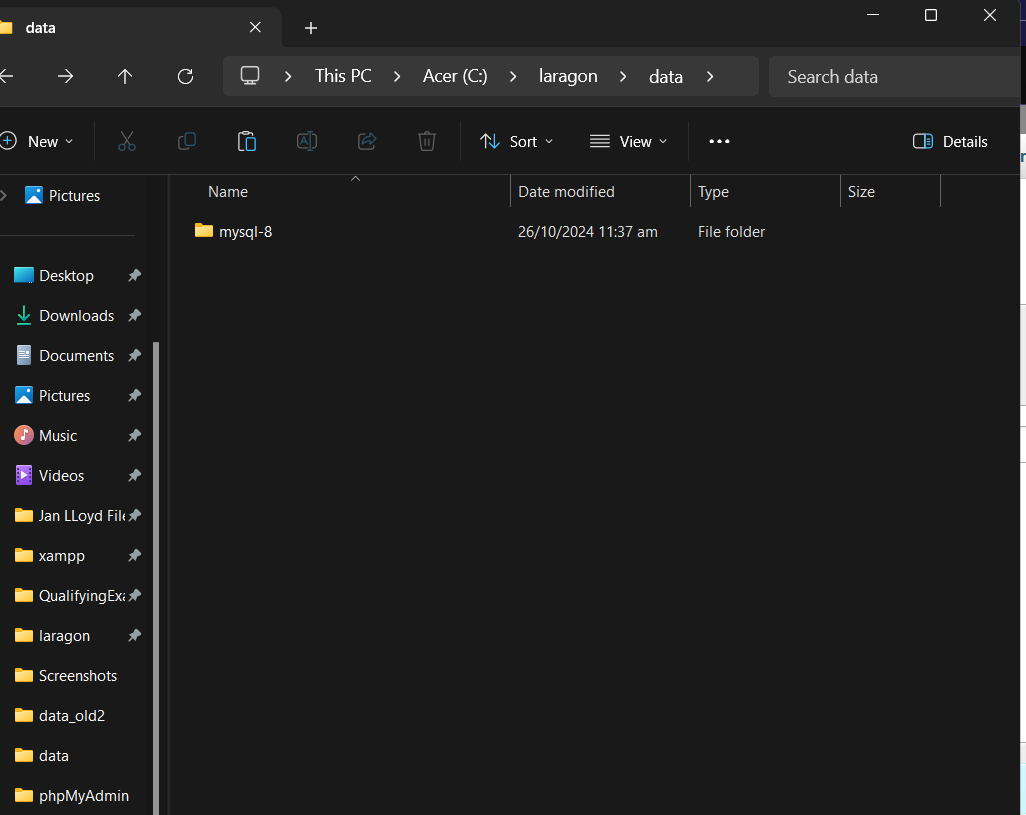 data
This PC
Acer (C:)
laragon
data
Search data
New
Sort
View
Details
Pictures
Name
Date modified
Type
Size
mysql-8
26/10/2024 11:37 am
File folder
Desktop
Downloads
Documents
Pictures
Music
Videos
Jan LLoyd File
xampp
QualifyingExa
laragon
Screenshots
data_old2
data
phpMyAdmin